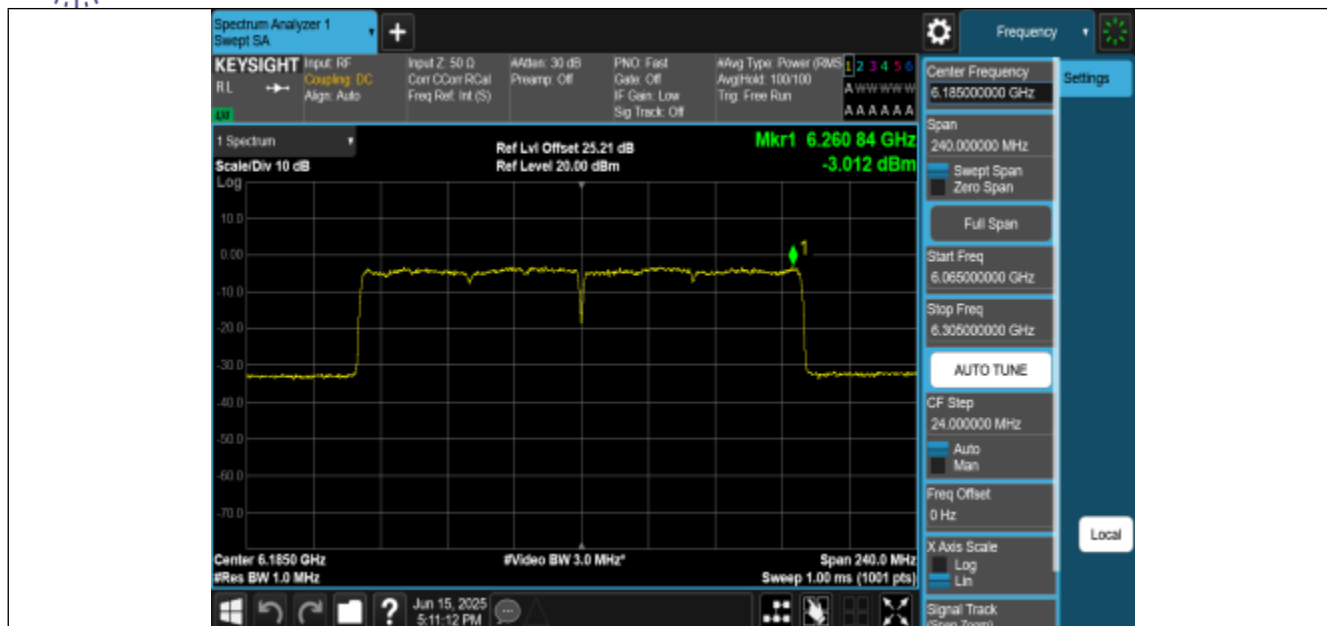 Spectrum Analyzer 1
Swept SA
Frequency
KEYSIGHT
RL
Input: RF
Coupling: DC
Align: Auto
Input Z: 50 Ω
Corr CCorr RCal
Freq Ref: Int (S)
#Atten: 30 dB
Preamp: Off
PNO: Fast
Gate: Off
IF Gain: Low
Sig Track: Off
#Avg Type: Power (RMS
Avg|Hold: 100/100
Trig: Free Run
1 2 3 4 5 6
A W W W W W
A A A A A A
1 Spectrum
Scale/Div 10 dB
Log
Ref Lvl Offset 25.21 dB
Ref Level 20.00 dBm
Mkr1 6.260 84 GHz
-3.012 dBm
10.0
0.00
-10.0
-20.0
-30.0
-40.0
-50.0
-60.0
-70.0
1
Center 6.1850 GHz
#Res BW 1.0 MHz
#Video BW 3.0 MHz*
Span 240.0 MHz
Sweep 1.00 ms (1001 pts)
Center Frequency
6.185000000 GHz
Span
240.000000 MHz
Swept Span
Zero Span
Full Span
Start Freq
6.065000000 GHz
Stop Freq
6.305000000 GHz
AUTO TUNE
CF Step
24.000000 MHz
Auto
Man
Freq Offset
0 Hz
X Axis Scale
Log
Lin
Signal Track
(Span Zoom)
Settings
Local
?
Jun 15, 2025
5:11:12 PM